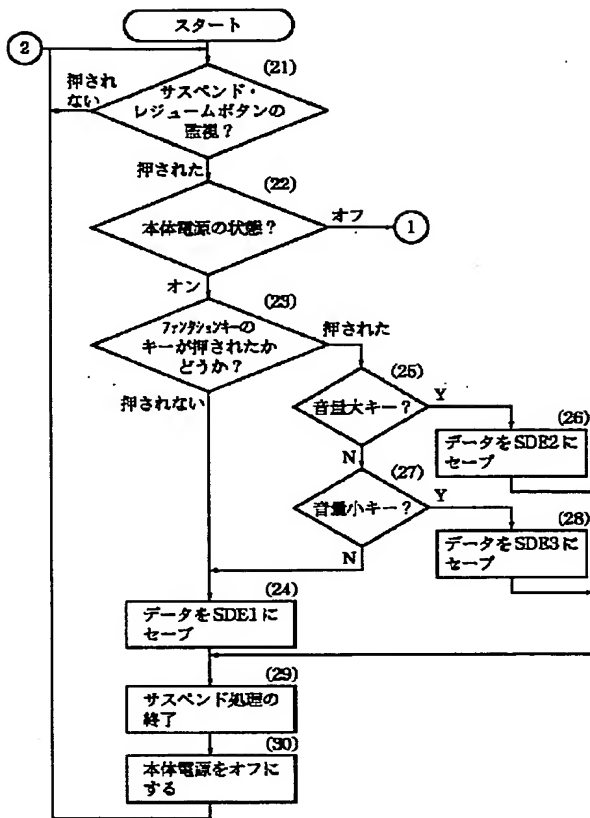 スタート
2
(21)
押され
ない
サスペンド・
レジュームボタンの
監視？
押された
(22)
本体電源の状態？
オフ
1
オン
(23)
ファンタションキーの
キーが押されたか
どうか？
押された
押されない
(25)
音量大キー？
Y
(26)
データをSDE2に
セーブ
N
(27)
音量小キー？
Y
(28)
データをSDE3に
セーブ
N
(24)
データをSDE1に
セーブ
(29)
サスペンド処理の
終了
(30)
本体電源をオフに
する